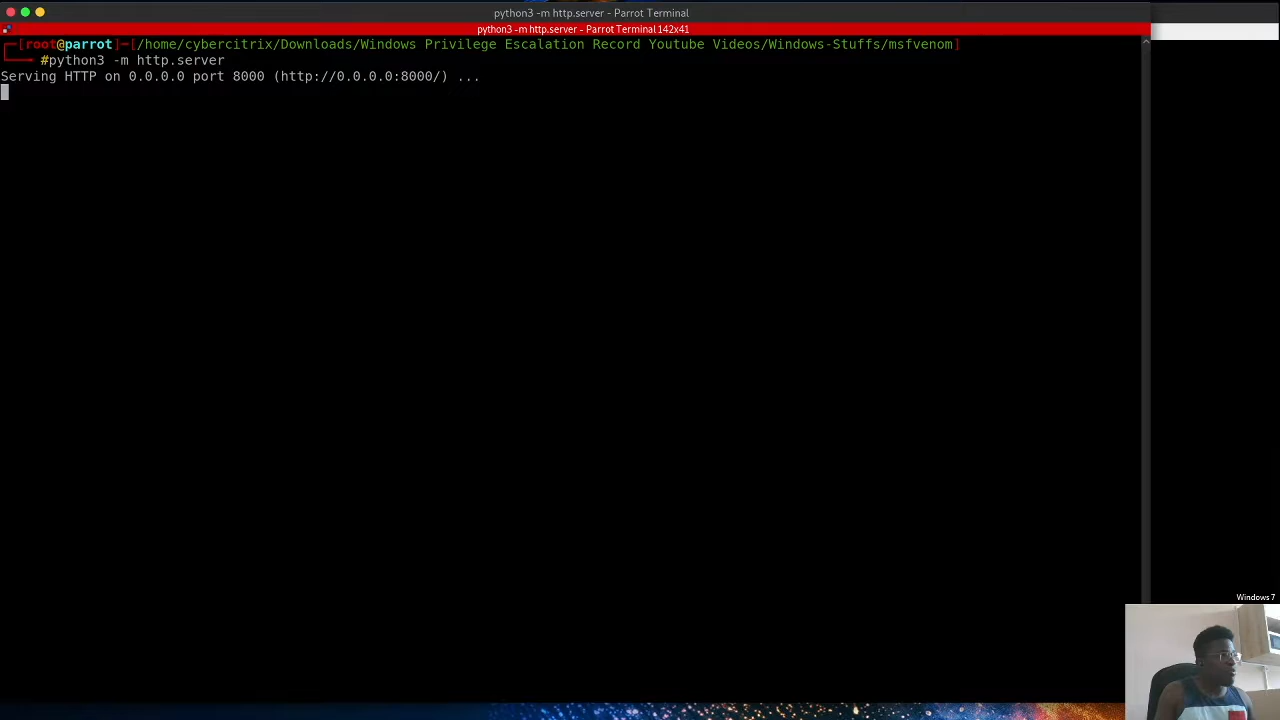 python3 -m http.server - Parrot Terminal
python3 -m http.server - Parrot Terminal 142x41
[root@parrot]-[/home/cybercitrix/Downloads/Windows Privilege Escalation Record Youtube Videos/Windows-Stuffs/msfvenom]
#python3 -m http.server
Serving HTTP on 0.0.0.0 port 8000 (http://0.0.0.0:8000/) ...
Windows 7